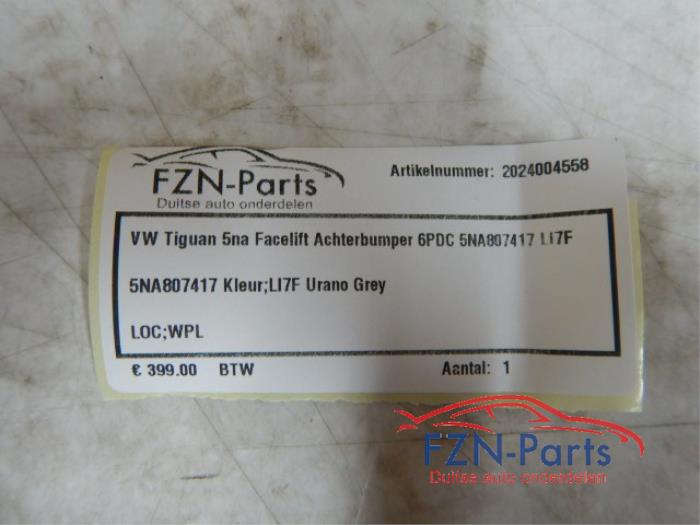 FZN-Parts
Duitse auto onderdelen
Artikelnummer: 2024004558
VW Tiguan 5na Facelift Achterbumper 6PDC 5NA807417 LI7F
5NA807417 Kleur;LI7F Urano Grey
LOC;WPL
€ 399.00 BTW
Aantal: 1
FZN-Parts
Duitse auto onderdelen